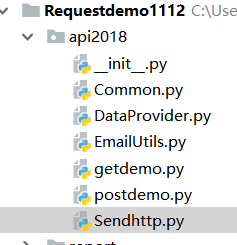 Requestdemo1112 C:\Use
api2018
__init__.py
Common.py
DataProvider.py
EmailUtils.py
getdemo.py
postdemo.py
Sendhttp.py